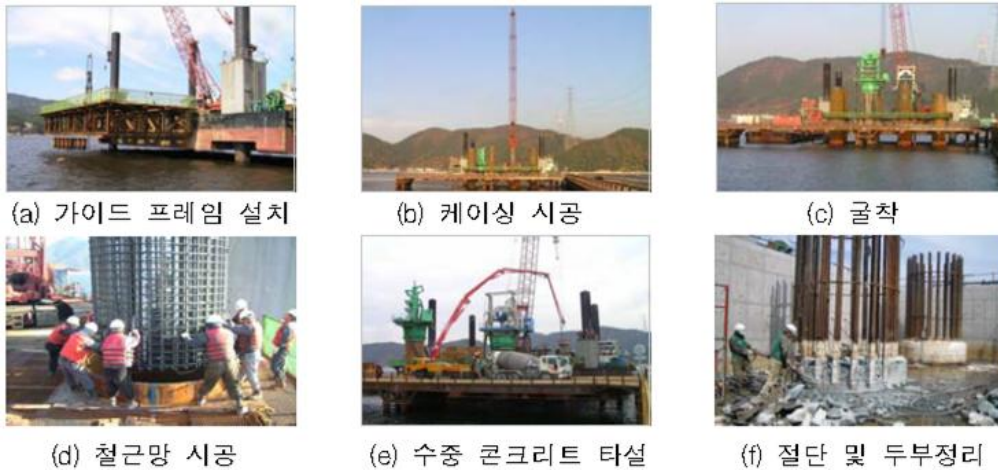 (a) 가이드 프레임 설치
(b) 케이싱 시공
(c) 굴착
(d) 철근망 시공
(e) 수중 콘크리트 타설
(f) 절단 및 두부정리